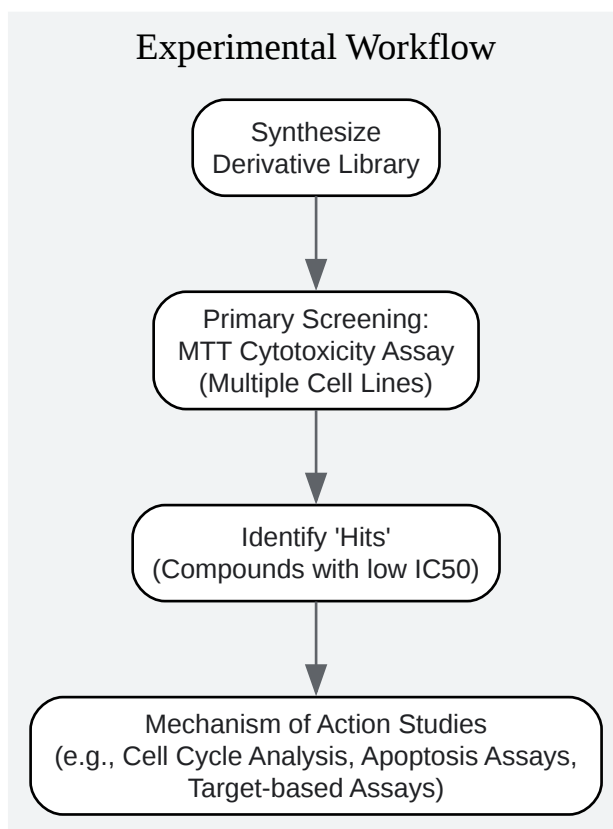 Experimental Workflow
Synthesize
Derivative Library
Primary Screening:
MTT Cytotoxicity Assay
(Multiple Cell Lines)
Identify 'Hits'
(Compounds with low IC50)
Mechanism of Action Studies
(e.g., Cell Cycle Analysis, Apoptosis Assays,
Target-based Assays)